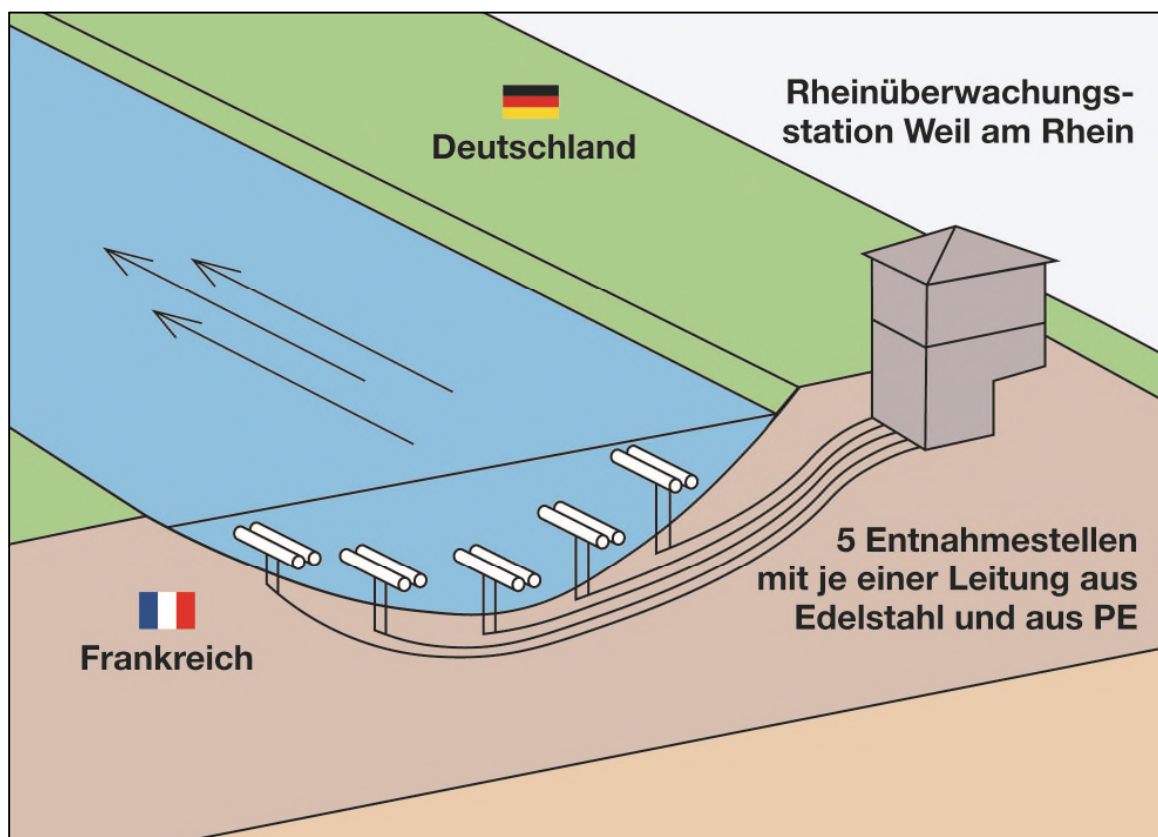 Rheinüberwachungs-
station Weil am Rhein
Deutschland
5 Entnahmestellen
mit je einer Leitung aus
Edelstahl und aus PE
Frankreich